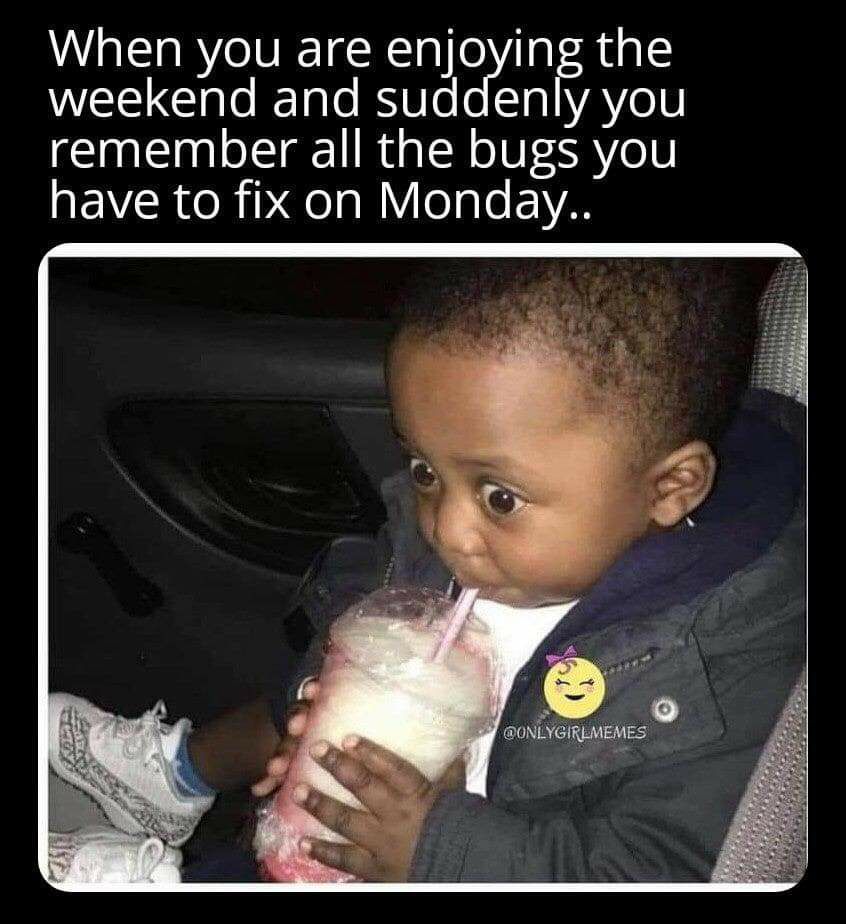 When you are enjoying the
weekend and suddenly you
remember all the bugs you
have to fix on Monday..
@ONLYGIRLMEMES